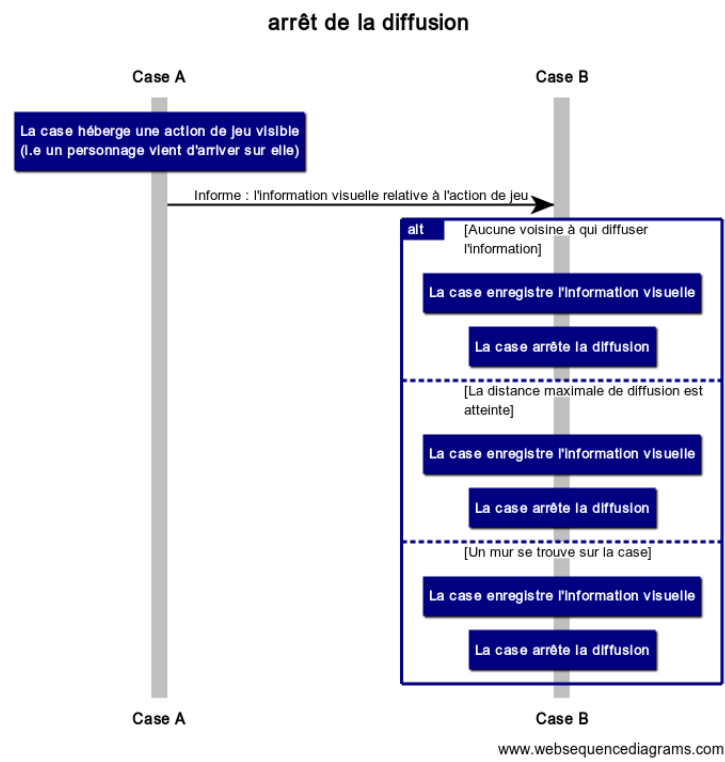 arrêt de la diffusion
Case A
Case B
La case héberge une action de jeu visible
(i.e un personnage vient d'arriver sur elle)
Informe : l'information visuelle relative à l'action de jeu
alt
[Aucune voisine à qui diffuser
l'information]
La case enregistre l'information visuelle
La case arrête la diffusion
[La distance maximale de diffusion est
atteinte]
La case enregistre l'information visuelle
La case arrête la diffusion
[Un mur se trouve sur la case]
La case enregistre l'information visuelle
La case arrête la diffusion
Case A
Case B
www.websequencediagrams.com